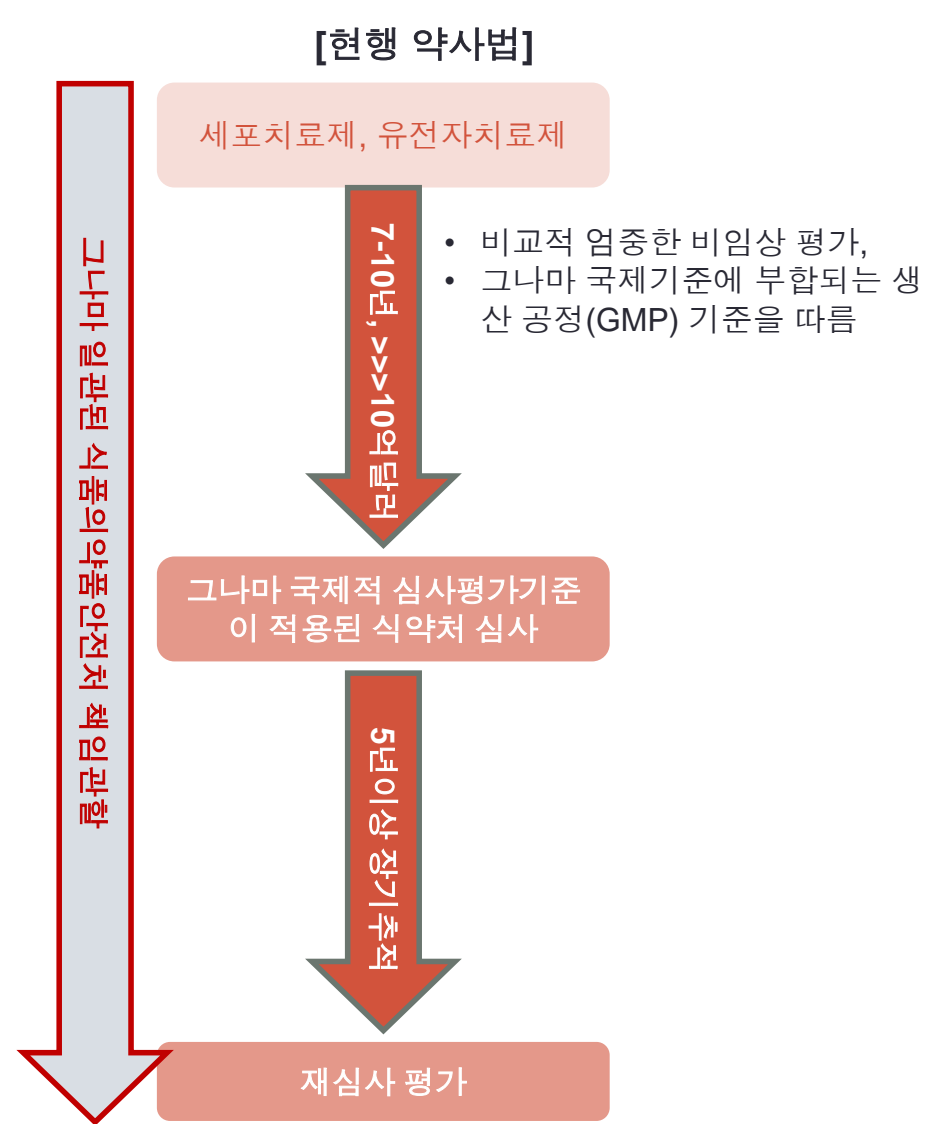 [현행 약사법]
세포치료제, 유전자치료제
7-10년, >>>10억달러
• 비교적 엄중한 비임상 평가,
• 그나마 국제기준에 부합되는 생
산 공정(GMP) 기준을 따름
그나마 일관된 식품의약품안전처 책임관할
그나마 국제적 심사평가기준
이 적용된 식약처 심사
5년이상 장기추적
재심사 평가